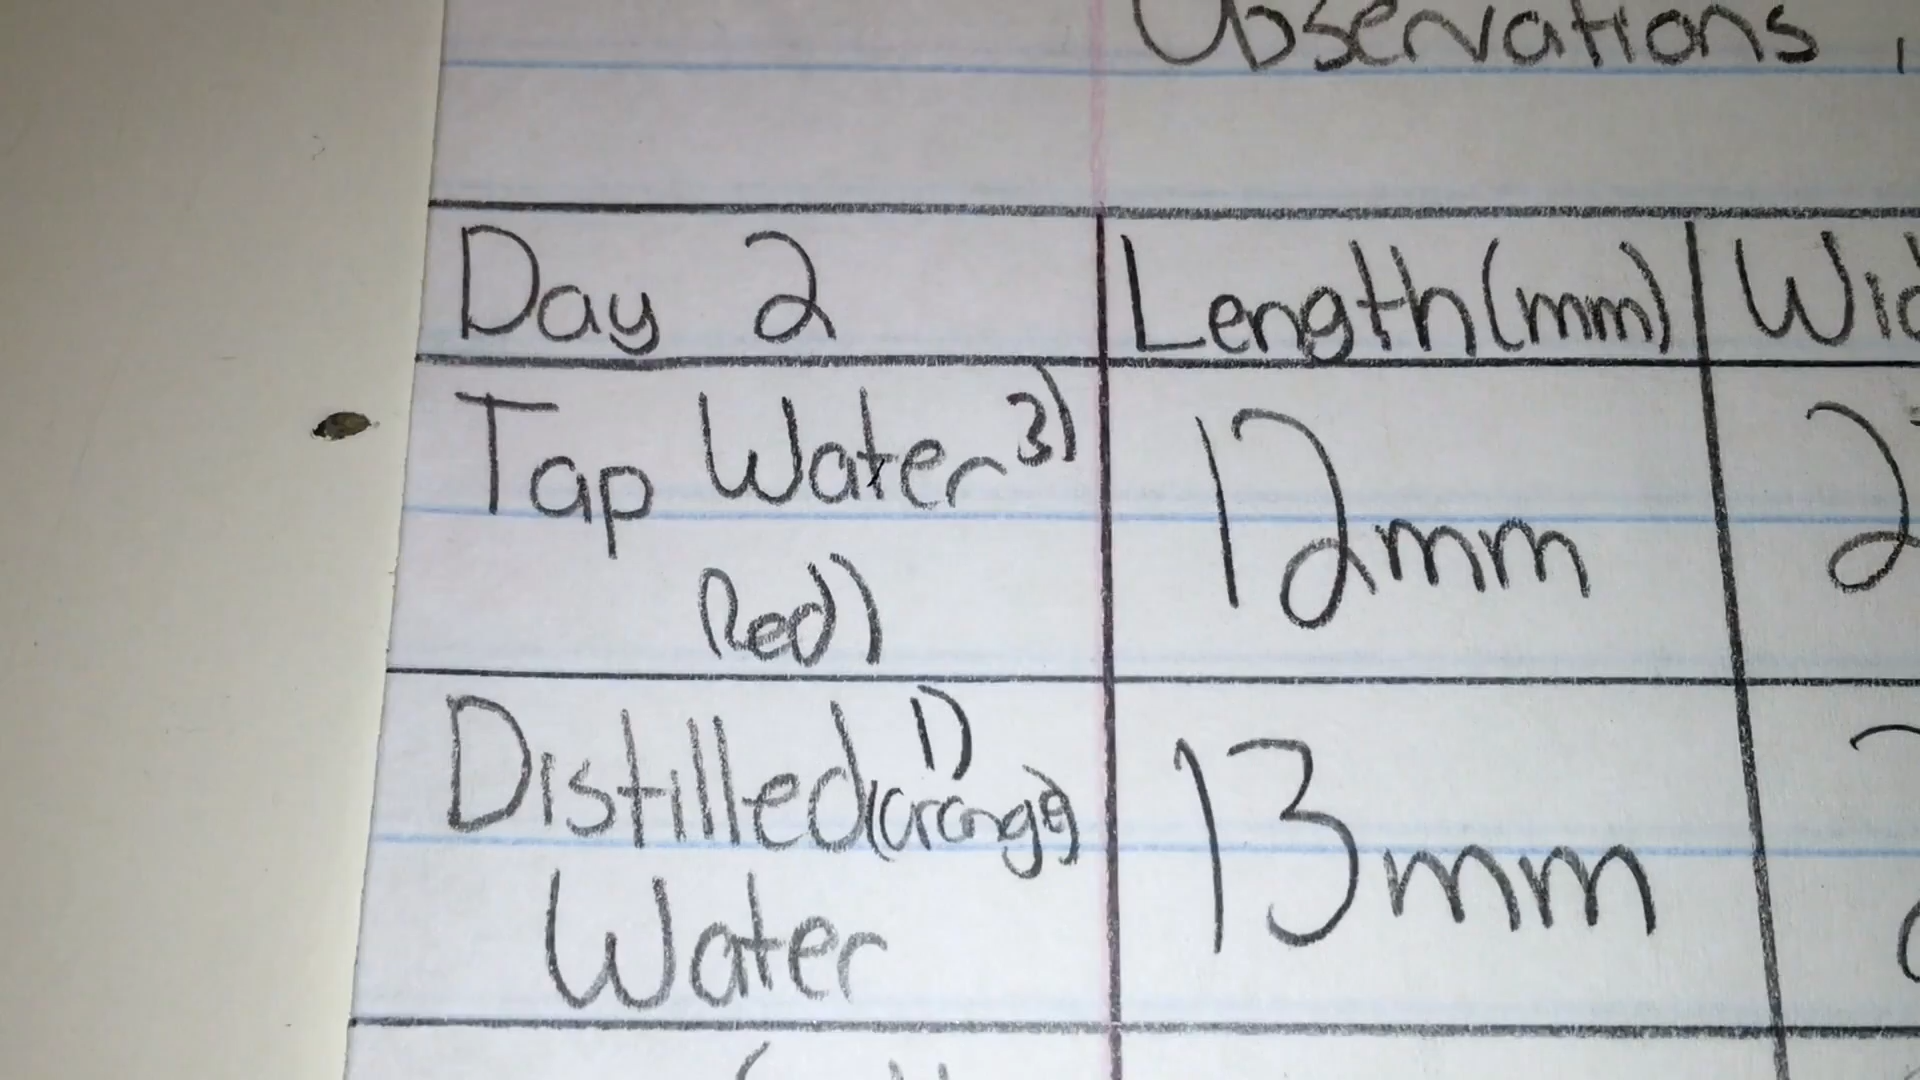 Observations
Day 2 Length(mm)
Tap Water 3) 12mm
Red)
Distilled 1) (orange) 13mm
Water